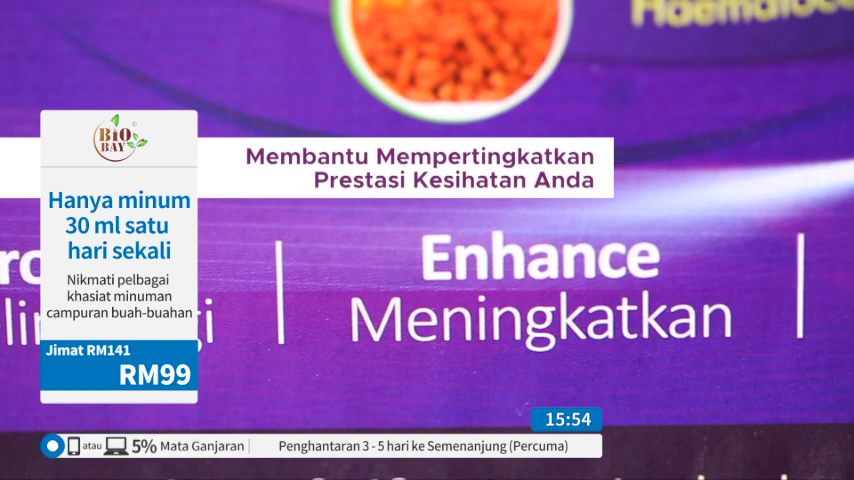 BIO
BAY
Hanya minum
30 ml satu
hari sekali
Nikmati pelbagai
khasiat minuman
campuran buah-buahan
Jimat RM141
RM99
Membantu Mempertingkatkan
Prestasi Kesihatan Anda
Enhance
Meningkatkan
15:54
atau 5% Mata Ganjaran
Penghantaran 3 - 5 hari ke Semenanjung (Percuma)